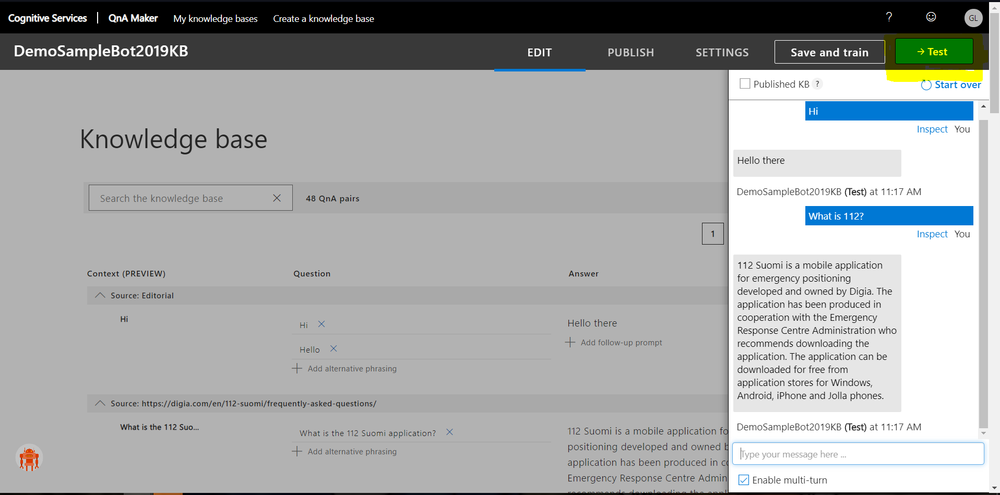 Cognitive Services | QnA Maker My knowledge bases Create a knowledge base ? GL
DemoSampleBot2019KB EDIT PUBLISH SETTINGS Save and train → Test
Published KB ? Start over
Hi
Inspect You
Hello there
DemoSampleBot2019KB (Test) at 11:17 AM
What is 112?
Inspect You
112 Suomi is a mobile application
for emergency positioning
developed and owned by Digia. The
application has been produced in
cooperation with the Emergency
Response Centre Administration who
recommends downloading the
application. The application can be
downloaded for free from
application stores for Windows,
Android, iPhone and Jolla phones.
DemoSampleBot2019KB (Test) at 11:17 AM
Type your message here ...
Enable multi-turn
Knowledge base
Search the knowledge base 48 QnA pairs
1
Context (PREVIEW) Question Answer
Source: Editorial
Hi
Hi
Hello
Add alternative phrasing
Hello there
Add follow-up prompt
Source: https://digia.com/en/112-suomi/frequently-asked-questions/
What is the 112 Suo...
What is the 112 Suomi application?
Add alternative phrasing
112 Suomi is a mobile application fo
positioning developed and owned
application has been produced in
Emergency Response Centre Admin
recommends downloading the